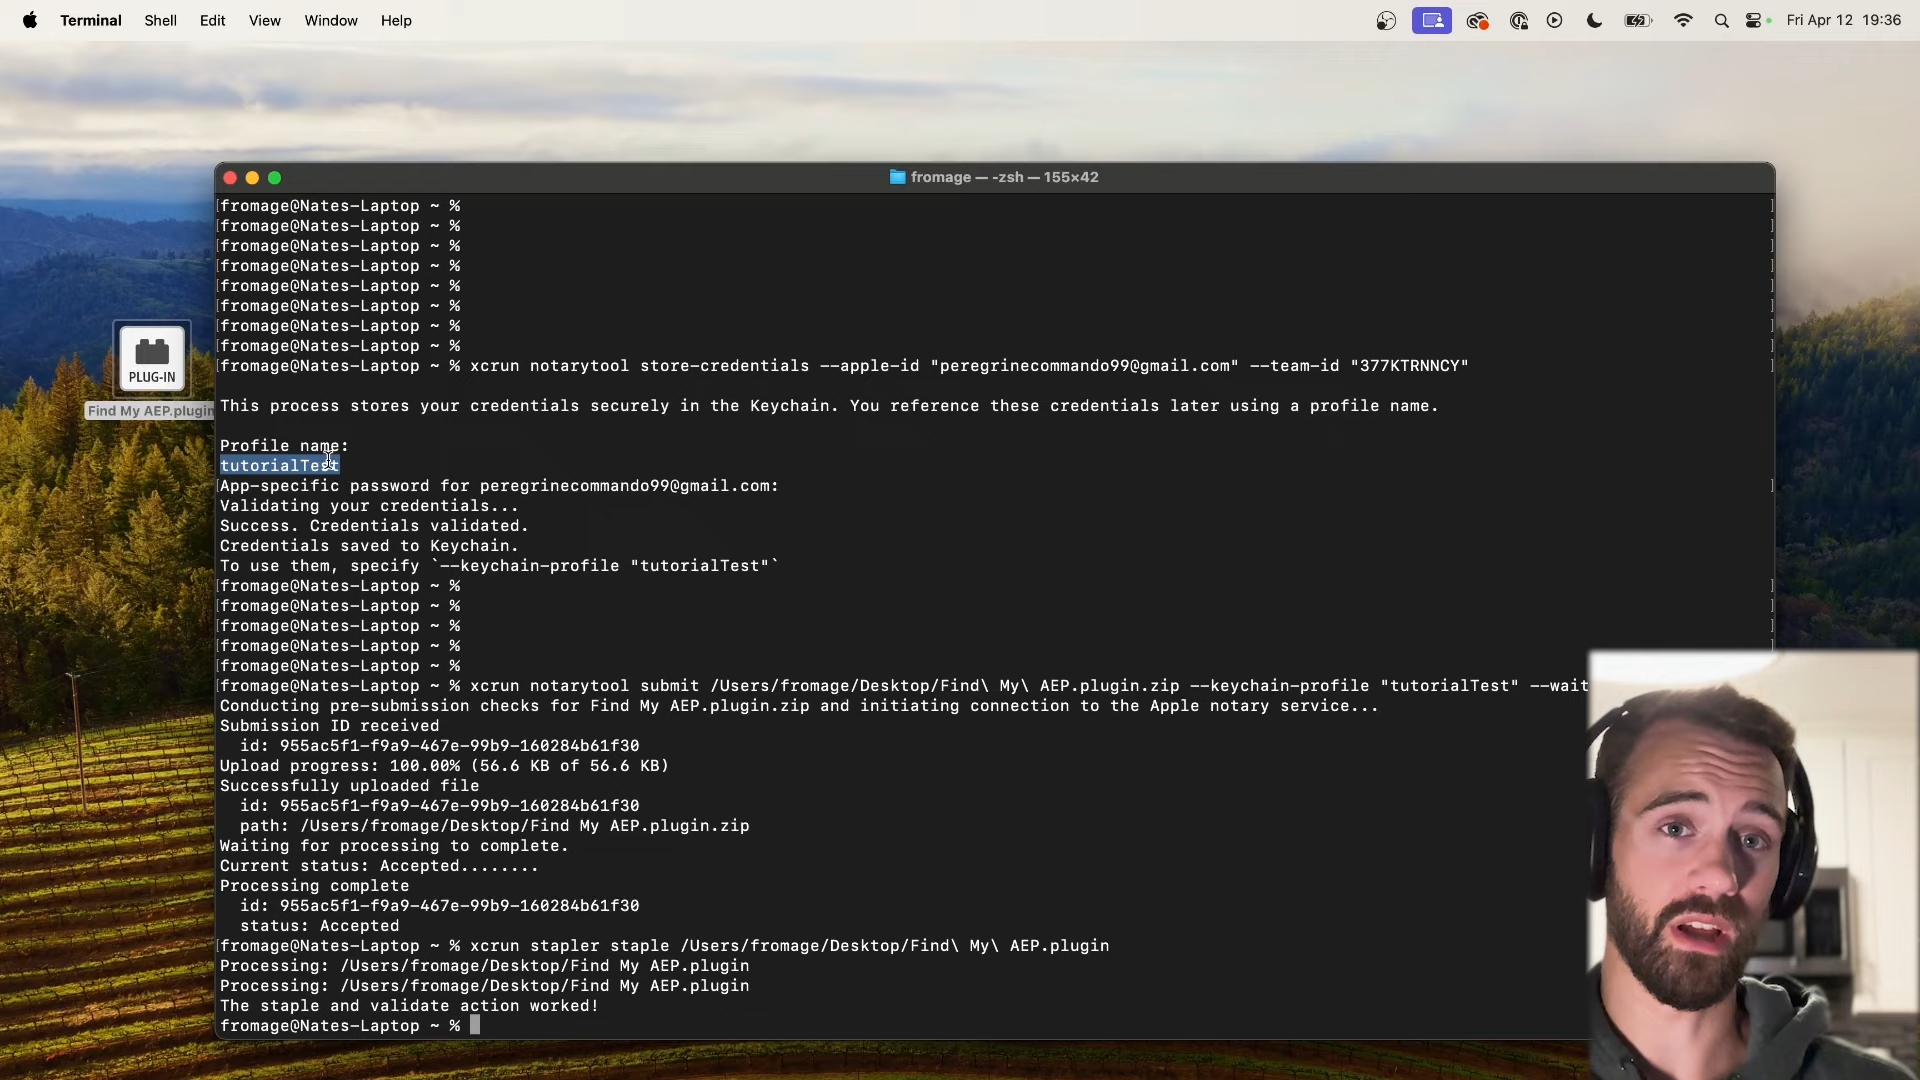 Terminal Shell Edit View Window Help Fri Apr 12 19:36
fromage — -zsh — 155×42
fromage@Nates-Laptop ~ %
fromage@Nates-Laptop ~ %
fromage@Nates-Laptop ~ %
fromage@Nates-Laptop ~ %
fromage@Nates-Laptop ~ %
fromage@Nates-Laptop ~ %
fromage@Nates-Laptop ~ %
fromage@Nates-Laptop ~ %
fromage@Nates-Laptop ~ % xcrun notarytool store-credentials --apple-id "peregrinecommando99@gmail.com" --team-id "377KTRNNCY"
PLUG-IN
Find My AEP.plugin
This process stores your credentials securely in the Keychain. You reference these credentials later using a profile name.
Profile name:
tutorialTest
App-specific password for peregrinecommando99@gmail.com:
Validating your credentials...
Success. Credentials validated.
Credentials saved to Keychain.
To use them, specify `--keychain-profile "tutorialTest"`
fromage@Nates-Laptop ~ %
fromage@Nates-Laptop ~ %
fromage@Nates-Laptop ~ %
fromage@Nates-Laptop ~ %
fromage@Nates-Laptop ~ %
fromage@Nates-Laptop ~ % xcrun notarytool submit /Users/fromage/Desktop/Find\ My\ AEP.plugin.zip --keychain-profile "tutorialTest" --wait
Conducting pre-submission checks for Find My AEP.plugin.zip and initiating connection to the Apple notary service...
Submission ID received
id: 955ac5f1-f9a9-467e-99b9-160284b61f30
Upload progress: 100.00% (56.6 KB of 56.6 KB)
Successfully uploaded file
id: 955ac5f1-f9a9-467e-99b9-160284b61f30
path: /Users/fromage/Desktop/Find My AEP.plugin.zip
Waiting for processing to complete.
Current status: Accepted........
Processing complete
id: 955ac5f1-f9a9-467e-99b9-160284b61f30
status: Accepted
fromage@Nates-Laptop ~ % xcrun stapler staple /Users/fromage/Desktop/Find\ My\ AEP.plugin
Processing: /Users/fromage/Desktop/Find My AEP.plugin
Processing: /Users/fromage/Desktop/Find My AEP.plugin
The staple and validate action worked!
fromage@Nates-Laptop ~ %